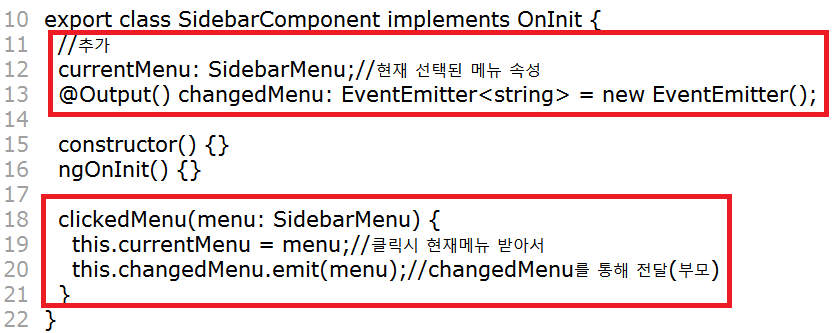 10 export class SidebarComponent implements OnInit {
11 //추가
12 currentMenu: SidebarMenu;//현재 선택된 메뉴 속성
13 @Output() changedMenu: EventEmitter<string> = new EventEmitter();
14
15 constructor() {}
16 ngOnInit() {}
17
18 clickedMenu(menu: SidebarMenu) {
19 this.currentMenu = menu;//클릭시 현재메뉴 받아서
20 this.changedMenu.emit(menu);//changedMenu를 통해 전달(부모)
21 }
22 }